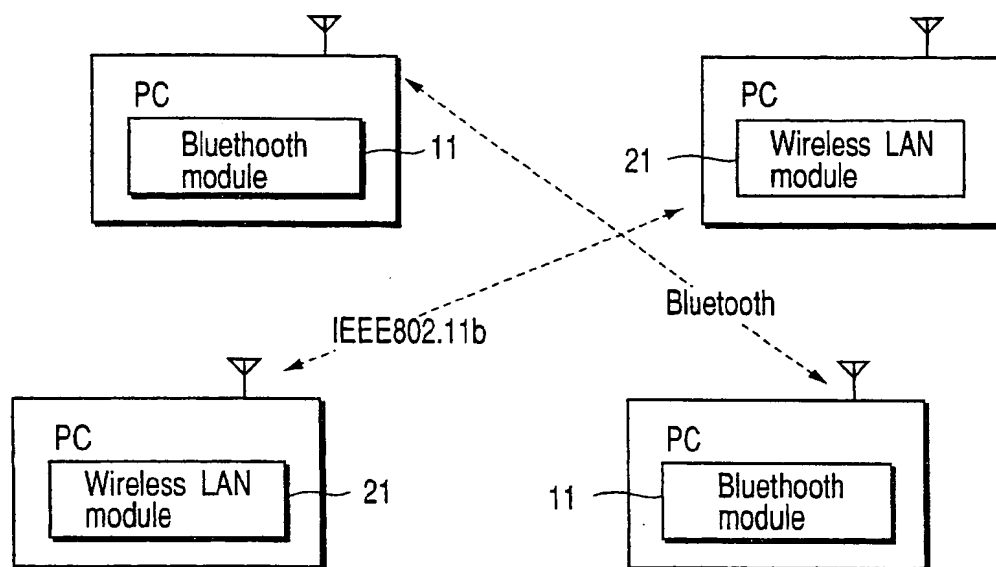 PC
Bluethooth
module
11
PC
Wireless LAN
module
21
IEEE802.11b
Bluetooth
PC
Wireless LAN
module
21
PC
Bluethooth
module
11